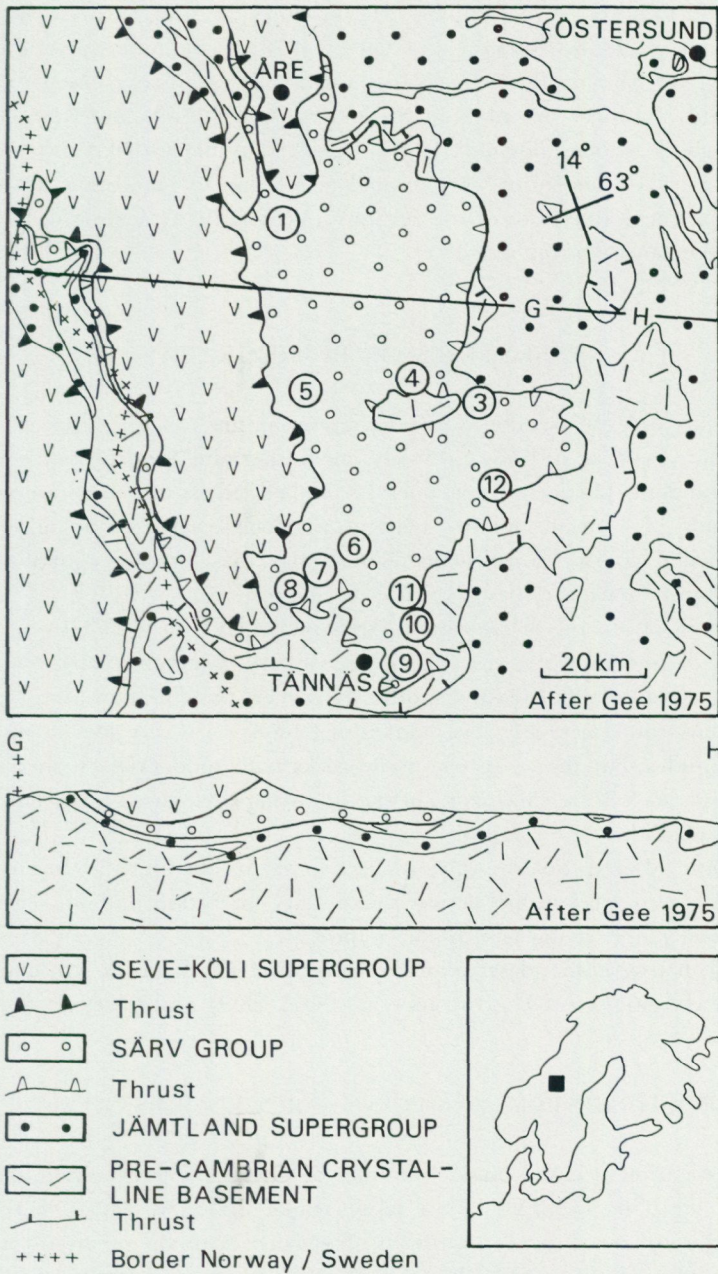 ÖSTERSUND
ÅRE
14°
63°
1
G
H
5
4
3
12
6
7
8
11
10
9
TÄNNÄS
20km
After Gee 1975
G
H
After Gee 1975
SEVE-KÖLI SUPERGROUP
Thrust
SÄRV GROUP
Thrust
JÄMTLAND SUPERGROUP
PRE-CAMBRIAN CRYSTAL-
LINE BASEMENT
Thrust
Border Norway / Sweden